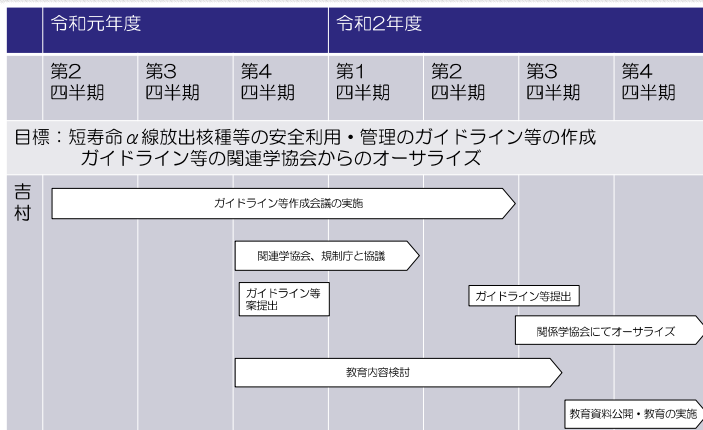 令和元年度 令和2年度
第2 第3 第4 第1 第2 第3 第4
四半期 四半期 四半期 四半期 四半期 四半期 四半期
目標：短寿命α線放出核種等の安全利用・管理のガイドライン等の作成
ガイドライン等の関連学協会からのオーサライズ
吉
村
ガイドライン等作成会議の実施
関連学協会、規制庁と協議
ガイドライン等
案提出
ガイドライン等提出
関係学協会にてオーサライズ
教育内容検討
教育資料公開・教育の実施